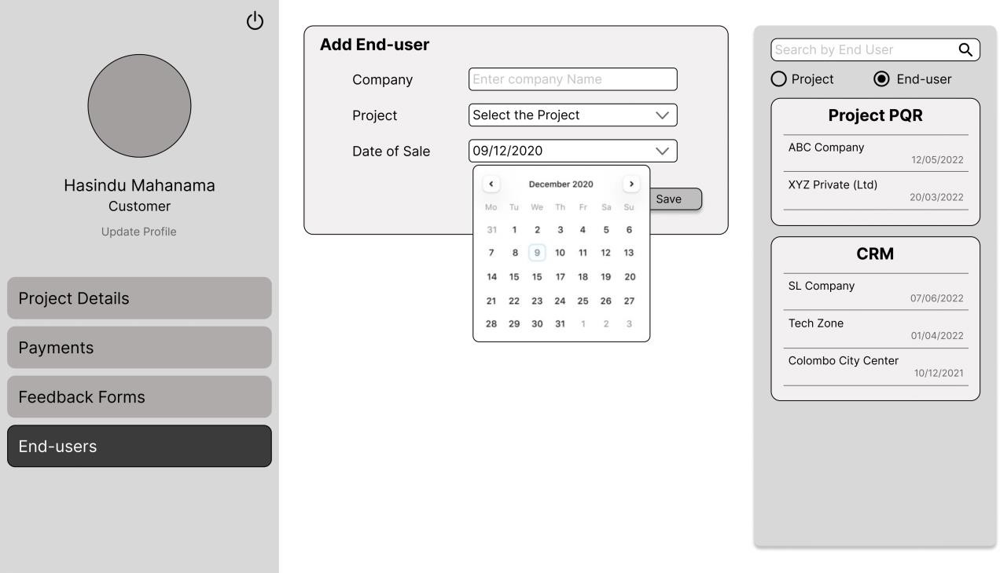 Hasindu Mahanama
Customer
Update Profile
Project Details
Payments
Feedback Forms
End-users
Add End-user
Company Enter company Name
Project Select the Project
Date of Sale 09/12/2020
December 2020
Mo Tu We Th Fr Sa Su
31 1 2 3 4 5 6
7 8 9 10 11 12 13
14 15 15 17 18 19 20
21 22 23 24 25 26 27
28 29 30 31 1 2 3
Save
Search by End User
Project End-user
Project PQR
ABC Company
12/05/2022
XYZ Private (Ltd)
20/03/2022
CRM
SL Company
07/06/2022
Tech Zone
01/04/2022
Colombo City Center
10/12/2021